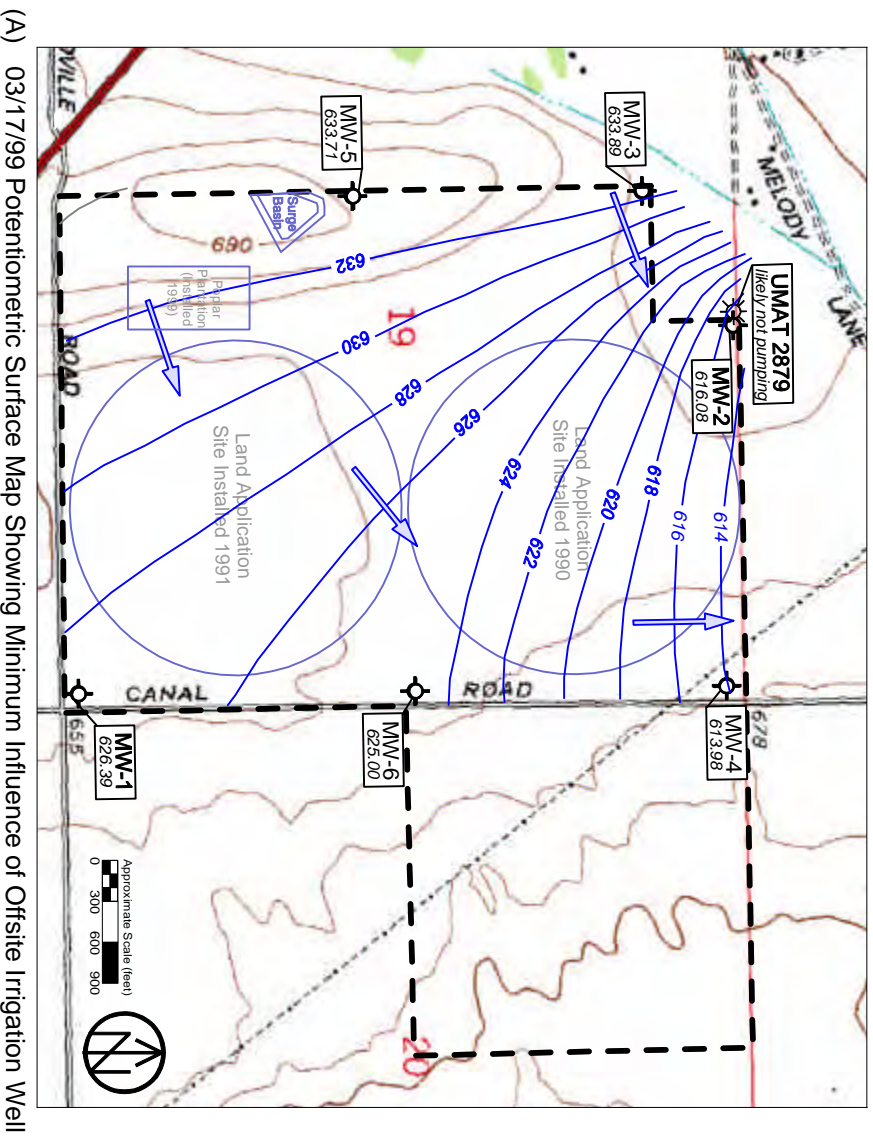 (A) 03/17/99 Potentiometric Surface Map Showing Minimum Influence of Offsite Irrigation Well
MELODY
LANE
UMAT 2879
likely not pumping
MW-3
633.89
MW-2
616.08
MW-5
633.71
MW-4
613.98
MW-6
625.00
MW-1
626.39
Surge
Basin
Poplar
Plantation
(Installed
1999)
Land Application
Site Installed 1990
Land Application
Site Installed 1991
632
630
628
626
624
622
620
618
616
614
690
19
20
678
655
CANAL
ROAD
ROAD
OVILLE
Approximate Scale (feet)
0
300
600
900
N